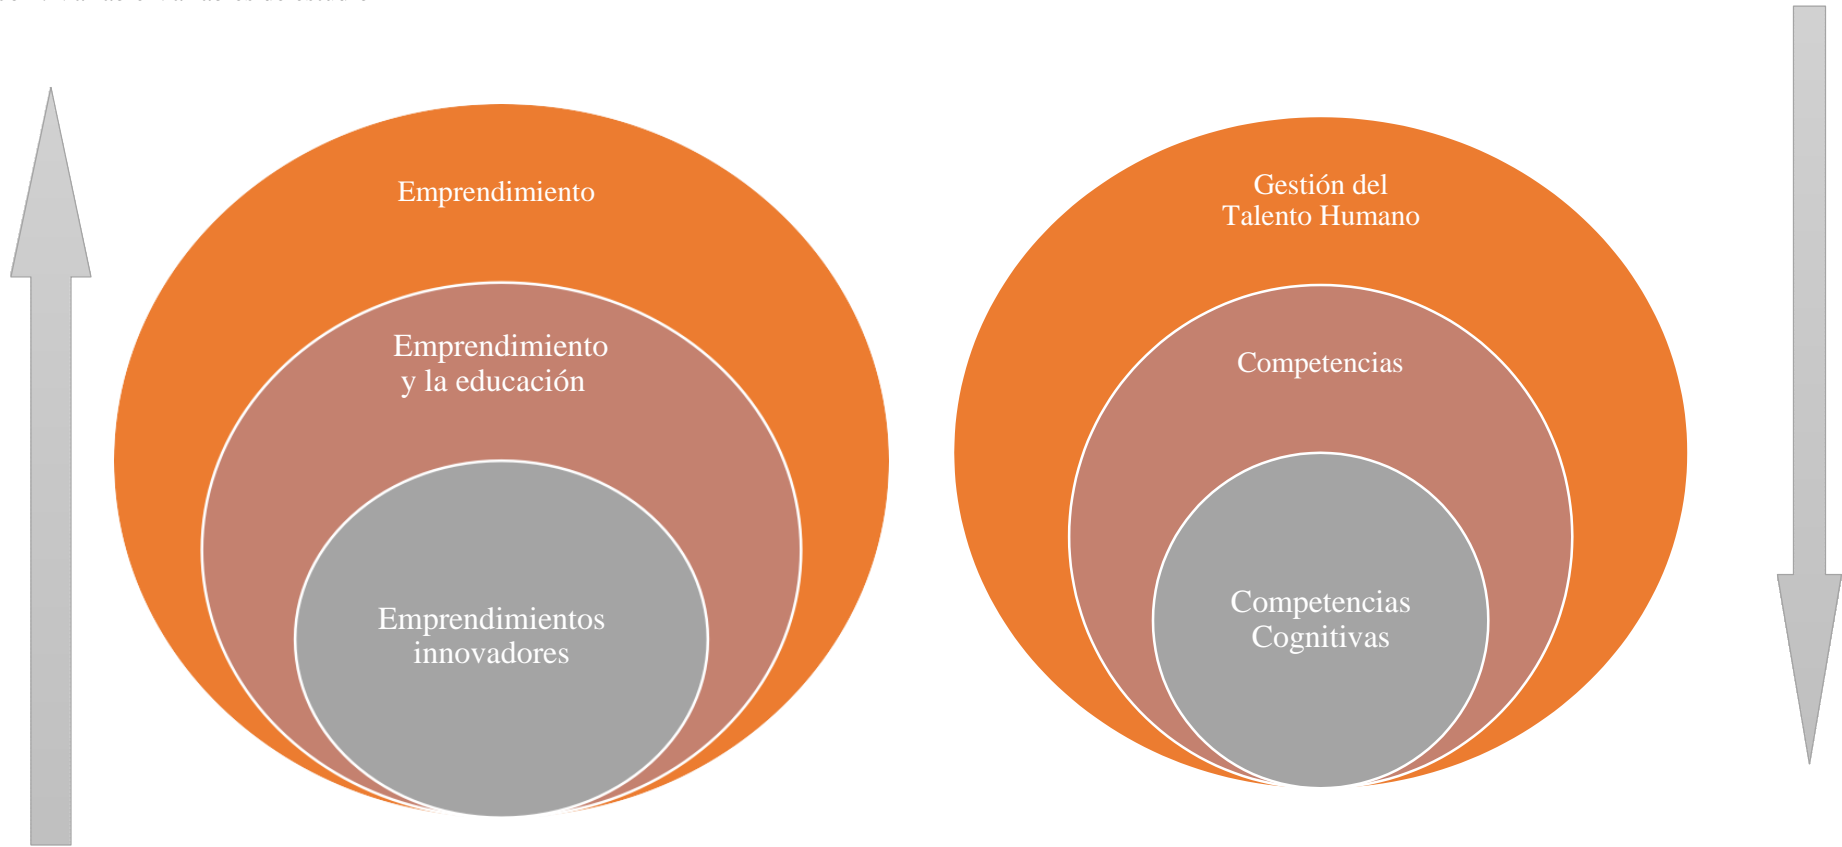 Emprendimiento
Emprendimiento
y la educación
Emprendimientos
innovadores
Gestión del
Talento Humano
Competencias
Competencias
Cognitivas